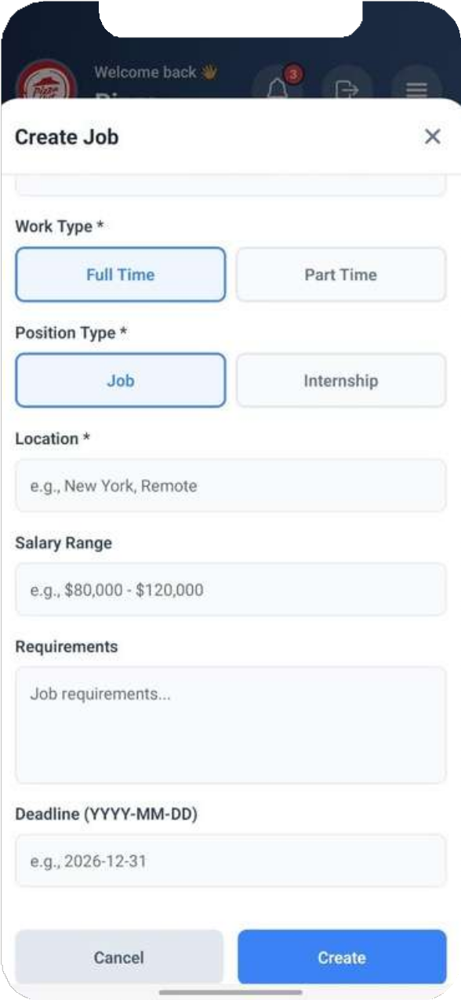 Welcome back 👋
3
Create Job
Work Type *
Full Time
Part Time
Position Type *
Job
Internship
Location *
e.g., New York, Remote
Salary Range
e.g., $80,000 - $120,000
Requirements
Job requirements...
Deadline (YYYY-MM-DD)
e.g., 2026-12-31
Cancel
Create